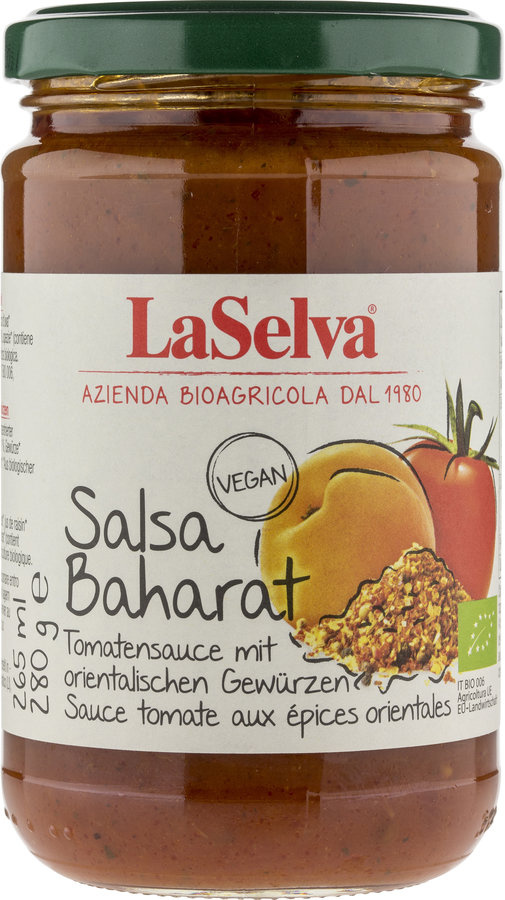 LaSelva®
AZIENDA BIOAGRICOLA DAL 1980
VEGAN
Salsa
Baharat
Tomatensauce mit
orientalischen Gewürzen
Sauce tomate aux épices orientales
IT BIO 006
Agricoltura UE
EU-Landwirtschaft
265 ml
280 g e